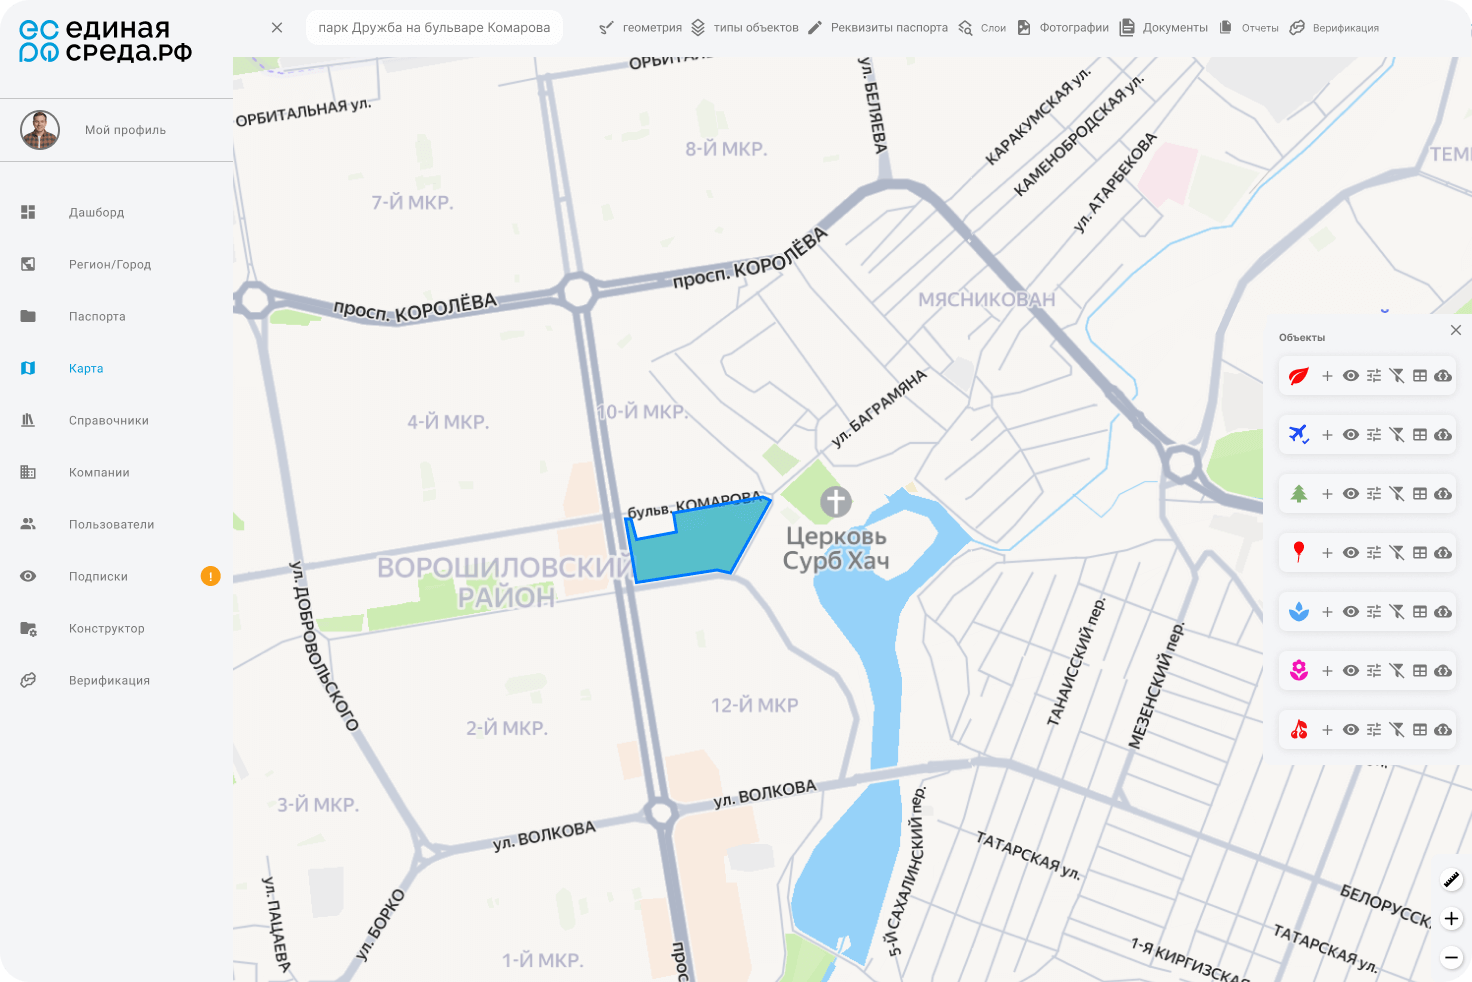 единая
среда.рф
парк Дружба на бульваре Комарова
геометрия
типы объектов
Реквизиты паспорта
Слои
Фотографии
Документы
Отчеты
Верификация
Мой профиль
Дашборд
Регион/Город
Паспорта
Карта
Справочники
Компании
Пользователи
Подписки
!
Конструктор
Верификация
ОРБИТАЛЬНАЯ ул.
8-Й МКР.
7-Й МКР.
ул. БЕЛЯЕВА
КАРАКУМСКАЯ ул.
КАМЕНОБРОДСКАЯ ул.
ул. АТАРБЕКОВА
просп. КОРОЛЁВА
просп. КОРОЛЁВА
МЯСНИКОВАН
4-Й МКР.
10-Й МКР.
ул. БАГРАМЯНА
бульв. КОМАРОВА
Церковь
Сурб Хач
ВОРОШИЛОВСКИЙ
РАЙОН
ул. ДОБРОВОЛЬСКОГО
2-Й МКР.
12-Й МКР
ТАНАИССКИЙ пер.
МЕЗЕНСКИЙ пер.
3-Й МКР.
ул. ВОЛКОВА
ул. ВОЛКОВА
5-Й САХАЛИНСКИЙ пер.
ТАТАРСКАЯ ул.
ул. ПАЦАЕВА
ул. БОРКО
1-Й МКР.
прос
БЕЛОРУССК
ТАТАРСКАЯ ул.
1-Я КИРГИЗСКАЯ
Объекты